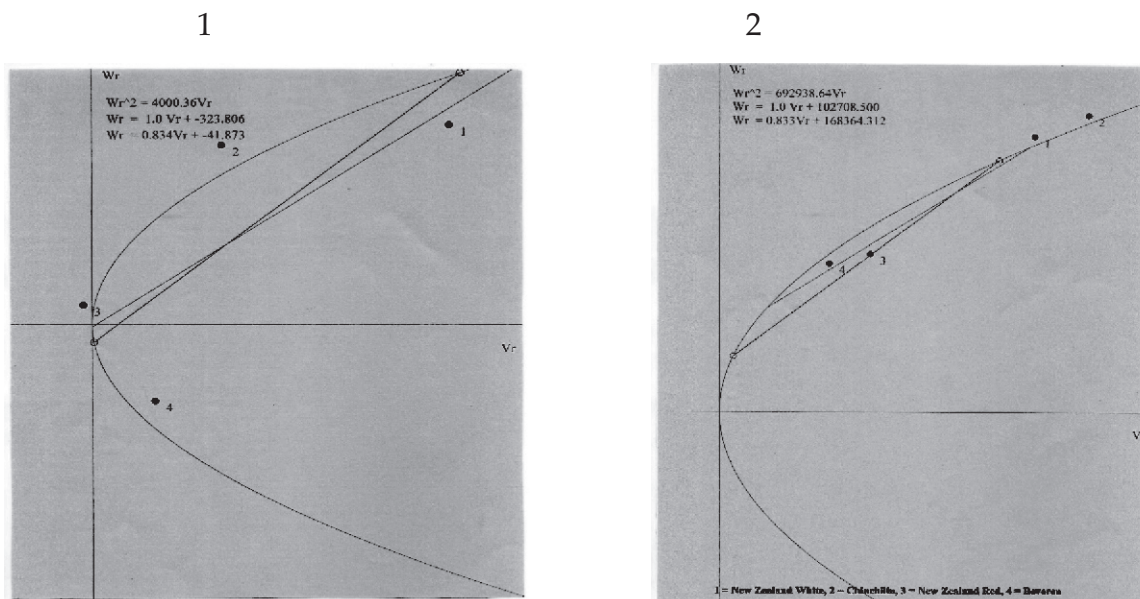 1
Wr
Wr^2 = 4000.36Vr
Wr = 1.0 Vr + -323.806
Wr = 0.834Vr + -41.873
1
2
3
Vr
4
2
Wr
Wr^2 = 692938.64Vr
Wr = 1.0 Vr + 102708.500
Wr = 0.833Vr + 168364.312
2
1
4
3
V
1 = New Zealand White, 2 = Chinchilla, 3 = New Zealand Red, 4 =